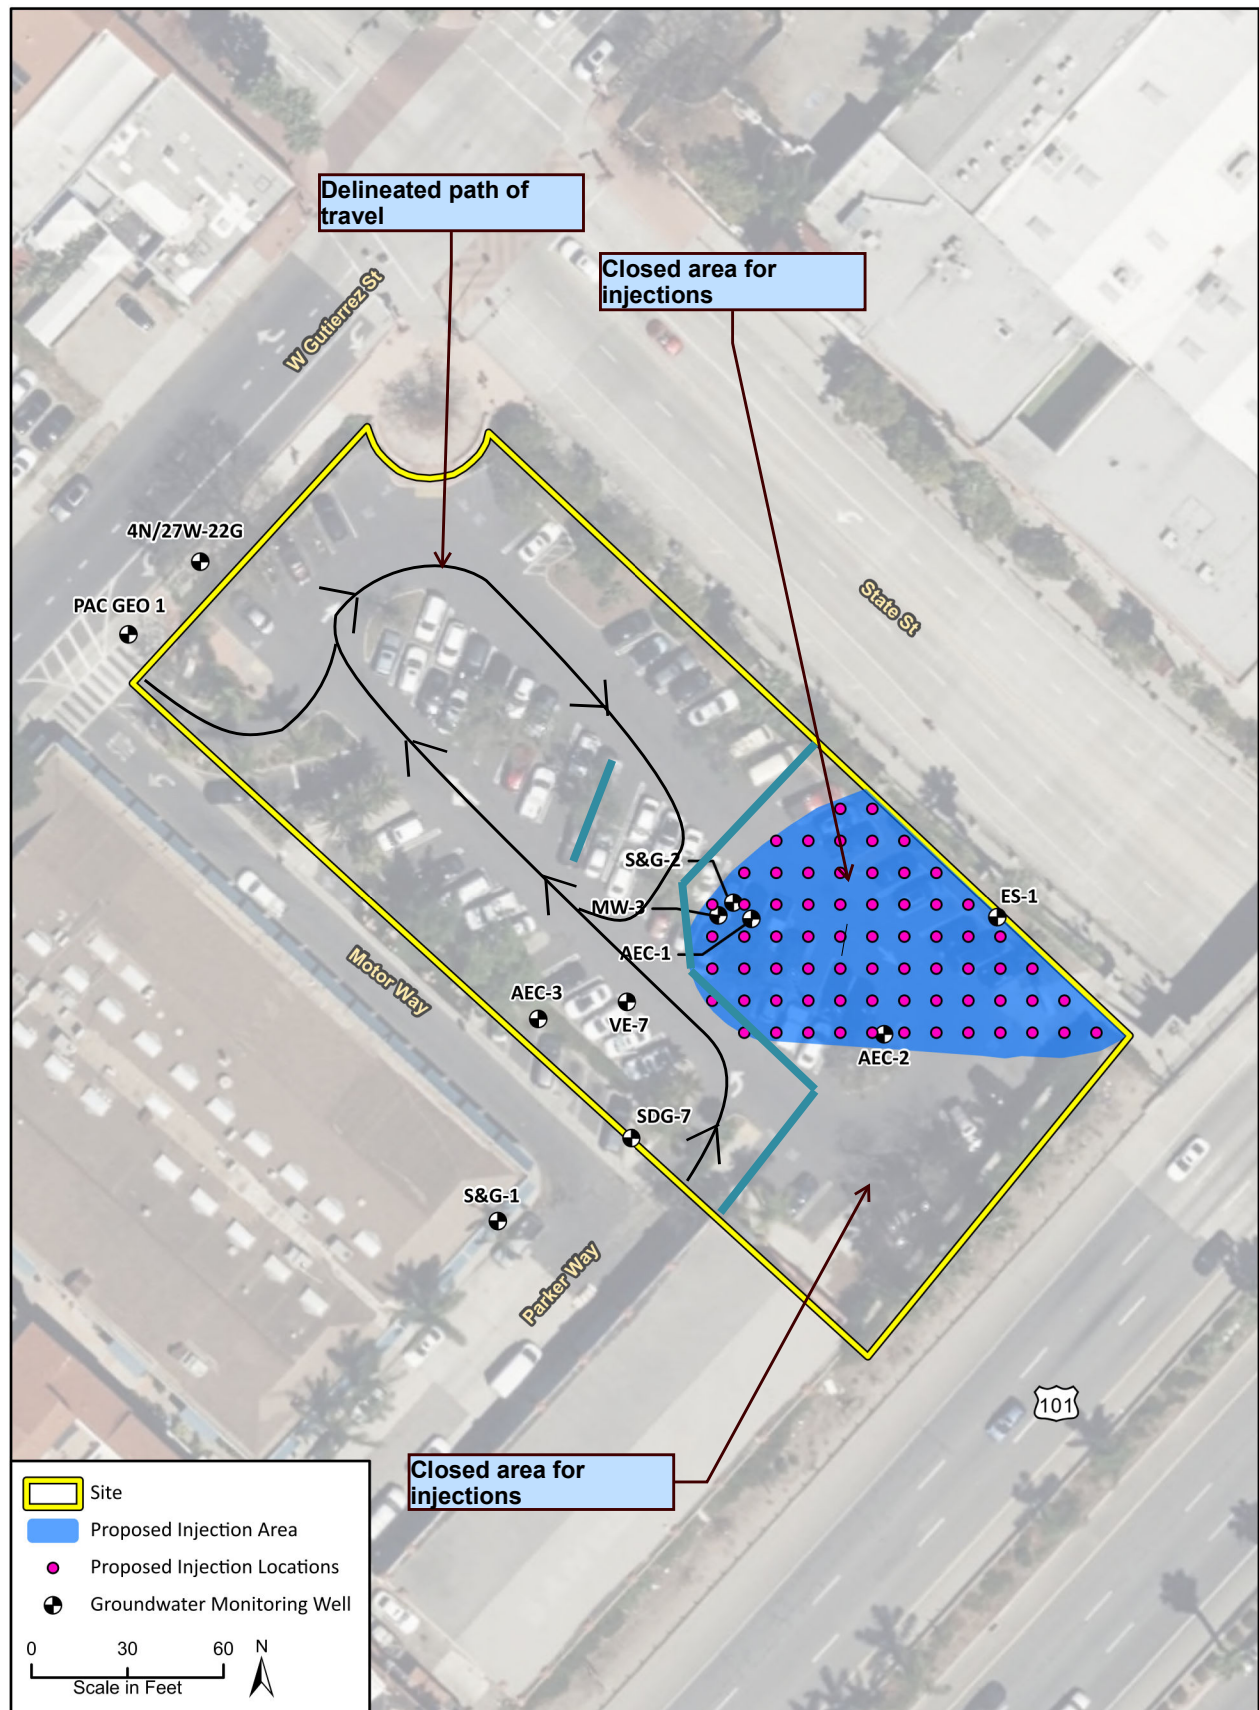 Delineated path of
travel
Closed area for
injections
W Gutierrez St
4N/27W-22G
PAC GEO 1
State St
S&G-2
MW-3
ES-1
AEC-1
Motor Way
AEC-3
VE-7
AEC-2
SDG-7
S&G-1
Parker Way
101
Closed area for
injections
Site
Proposed Injection Area
Proposed Injection Locations
Groundwater Monitoring Well
0 30 60 N
Scale in Feet